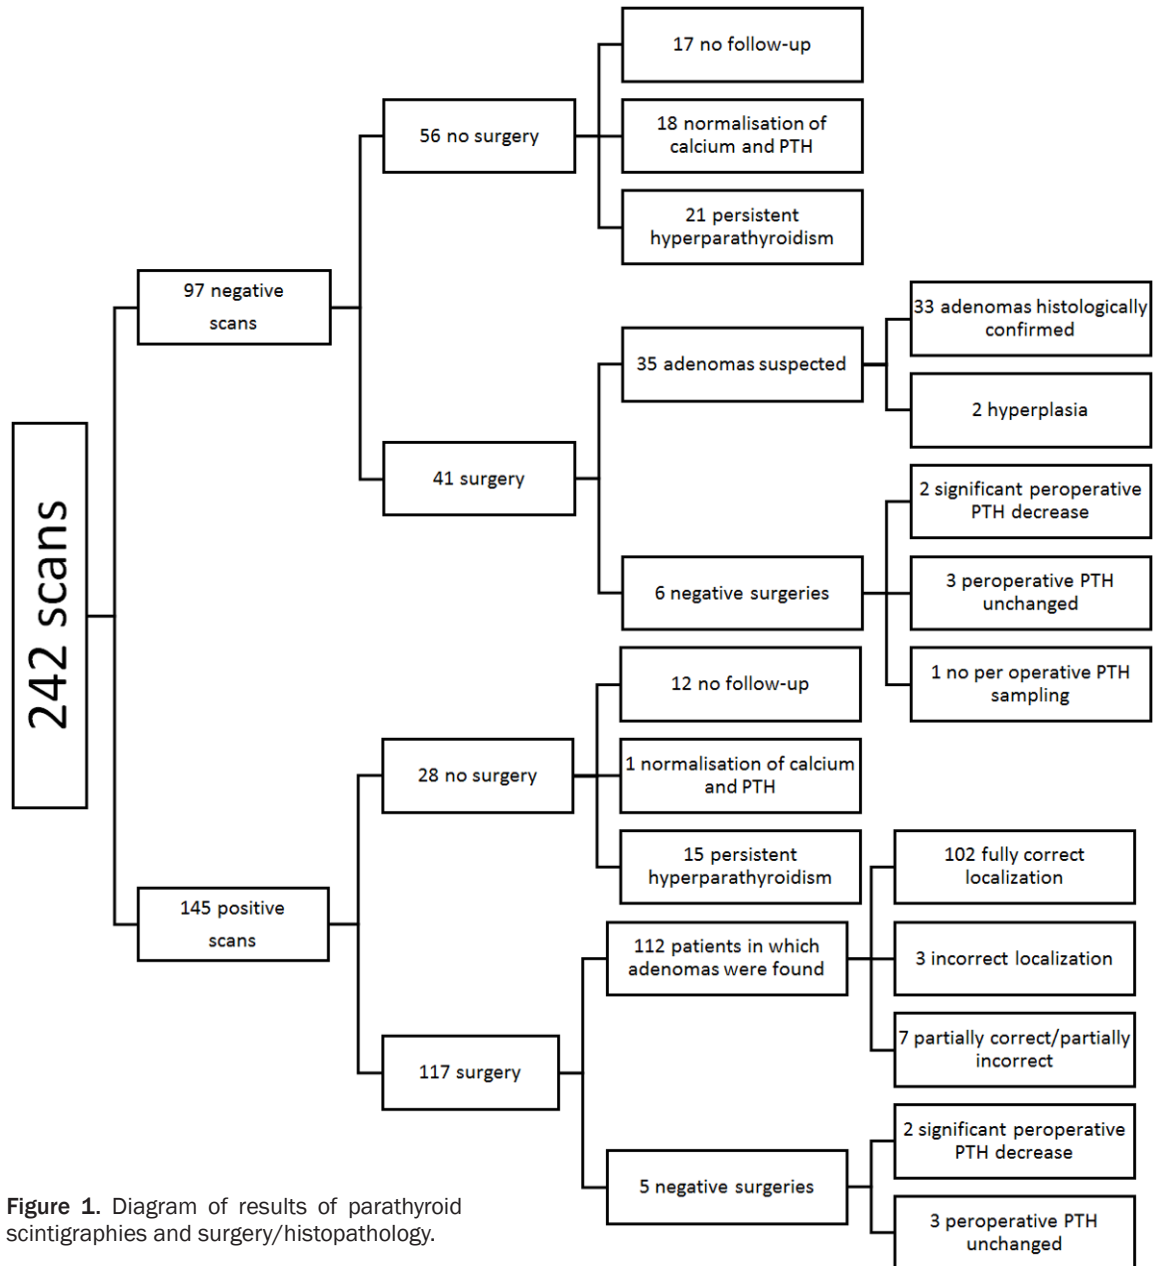 242 scans
97 negative
scans
56 no surgery
17 no follow-up
18 normalisation of
calcium and PTH
21 persistent
hyperparathyroidism
41 surgery
35 adenomas suspected
33 adenomas histologically
confirmed
2 hyperplasia
6 negative surgeries
2 significant peroperative
PTH decrease
3 peroperative PTH
unchanged
1 no per operative PTH
sampling
145 positive
scans
28 no surgery
12 no follow-up
1 normalisation of calcium
and PTH
15 persistent
hyperparathyroidism
117 surgery
112 patients in which
adenomas were found
102 fully correct
localization
3 incorrect localization
7 partially correct/partially
incorrect
5 negative surgeries
2 significant peroperative
PTH decrease
3 peroperative PTH
unchanged
Figure 1. Diagram of results of parathyroid
scintigraphies and surgery/histopathology.